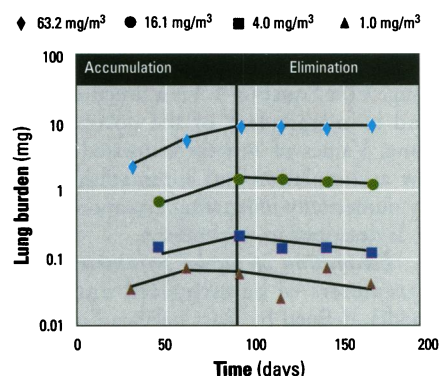 63.2 mg/m³ 16.1 mg/m³ 4.0 mg/m³ 1.0 mg/m³
100
Accumulation Elimination
10
1
0.1
0.01
Lung burden (mg)
0 50 100 150 200
Time (days)